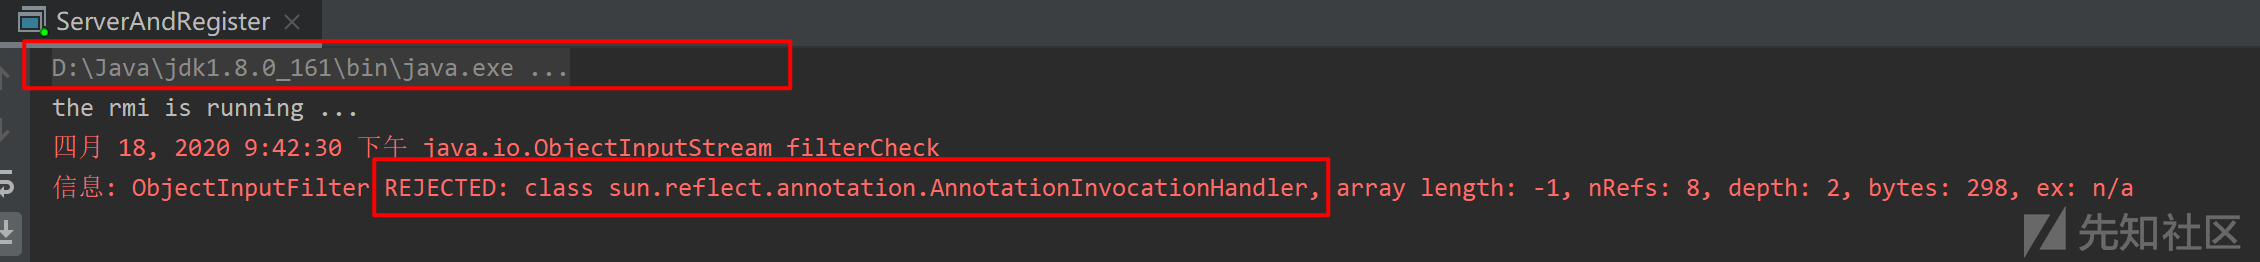 ServerAndRegister
D:\Java\jdk1.8.0_161\bin\java.exe ...
the rmi is running ...
四月 18, 2020 9:42:30 下午 java.io.ObjectInputStream filterCheck
信息: ObjectInputFilter REJECTED: class sun.reflect.annotation.AnnotationInvocationHandler, array length: -1, nRefs: 8, depth: 2, bytes: 298, ex: n/a
先知社区